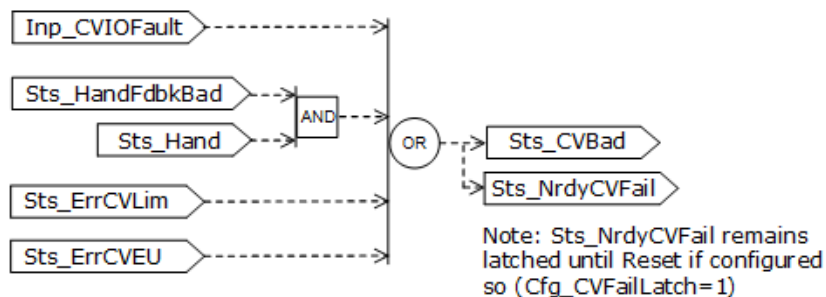 Inp_CVIOFault
Sts_HandFdbkBad
AND
Sts_Hand
OR
Sts_CVBad
Sts_NrdyCVFail
Sts_ErrCVLim
Sts_ErrCVEU
Note: Sts_NrdyCVFail remains
latched until Reset if configured
so (Cfg_CVFailLatch=1)